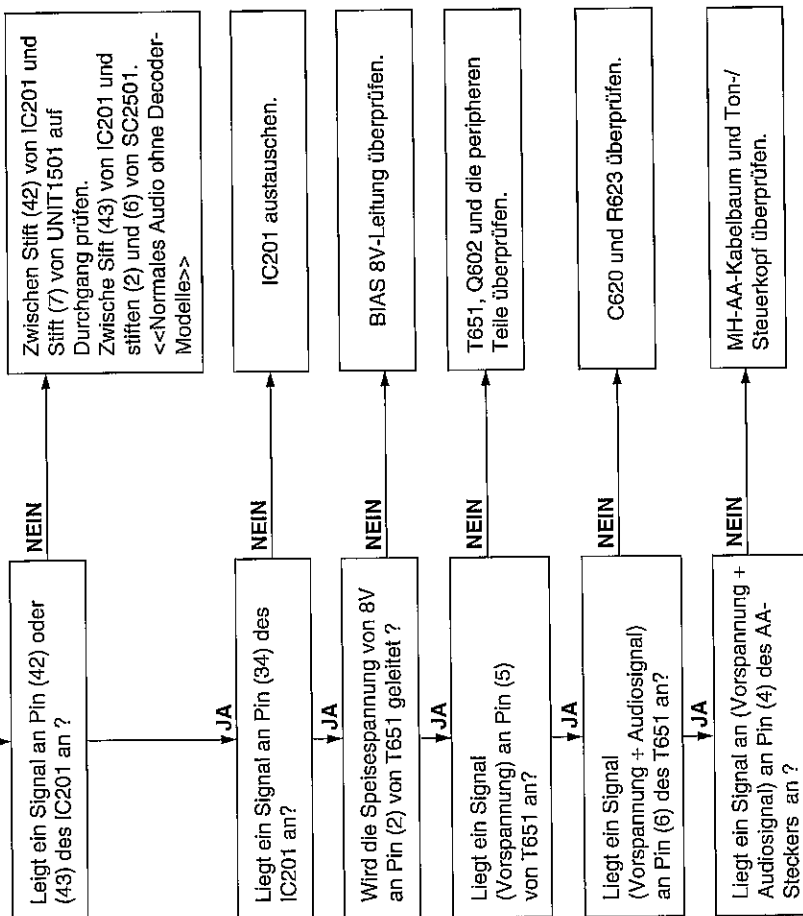 Leigt ein Signal an Pin (42) oder
(43) des IC201 an ?
NEIN
Zwischen Stift (42) von IC201 und
Stift (7) von UNIT1501 auf
Durchgang prüfen.
Zwische Sift (43) von IC201 und
stiften (2) und (6) von SC2501.
<<Normales Audio ohne Decoder-
Modelle>>
JA
Liegt ein Signal an Pin (34) des
IC201 an?
NEIN
IC201 austauschen.
JA
Wird die Speisespannung von 8V
an Pin (2) von T651 geleitet ?
NEIN
BIAS 8V-Leitung überprüfen.
JA
Liegt ein Signal
(Vorspannung) an Pin (5)
von T651 an?
NEIN
T651, Q602 und die peripheren
Teile überprüfen.
JA
Liegt ein Signal
(Vorspannung + Audiosignal)
an Pin (6) des T651 an?
NEIN
C620 und R623 überprüfen.
JA
Liegt ein Signal an (Vorspannung +
Audiosignal) an Pin (4) des AA-
Steckers an ?
NEIN
MH-AA-Kabelbaum und Ton-/
Steuerkopf überprüfen.